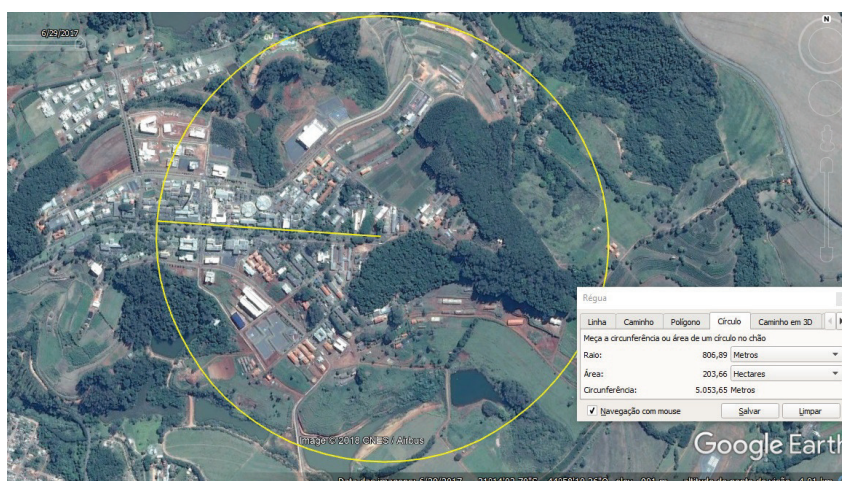 6/29/2017
N
Régua
Linha Caminho Polígono Círculo Caminho em 3D
Meça a circunferência ou área de um círculo no chão
Raio: 806,89 Metros
Área: 203,66 Hectares
Circunferência: 5.053,65 Metros
Navegação com mouse Salvar Limpar
Image © 2018 CNES / Airbus
Google Earth